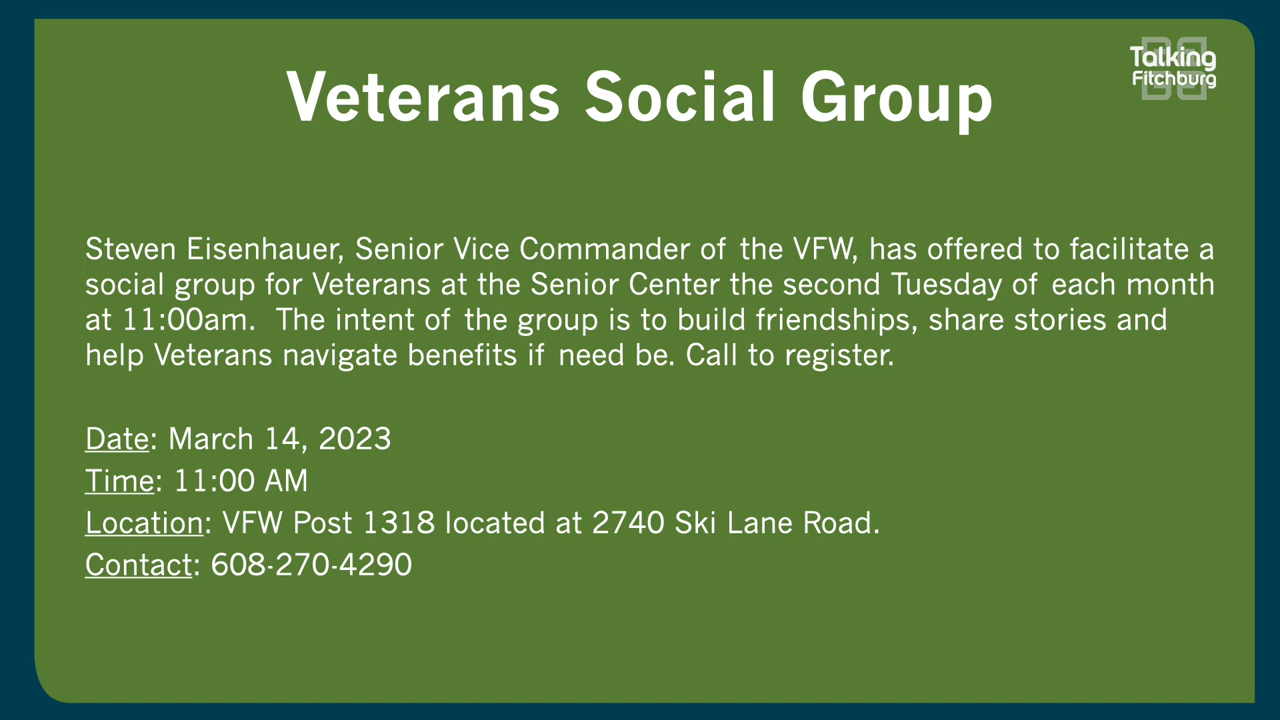 Talking
Fitchburg
Veterans Social Group
Steven Eisenhauer, Senior Vice Commander of the VFW, has offered to facilitate a
social group for Veterans at the Senior Center the second Tuesday of each month
at 11:00am. The intent of the group is to build friendships, share stories and
help Veterans navigate benefits if need be. Call to register.
Date: March 14, 2023
Time: 11:00 AM
Location: VFW Post 1318 located at 2740 Ski Lane Road.
Contact: 608-270-4290